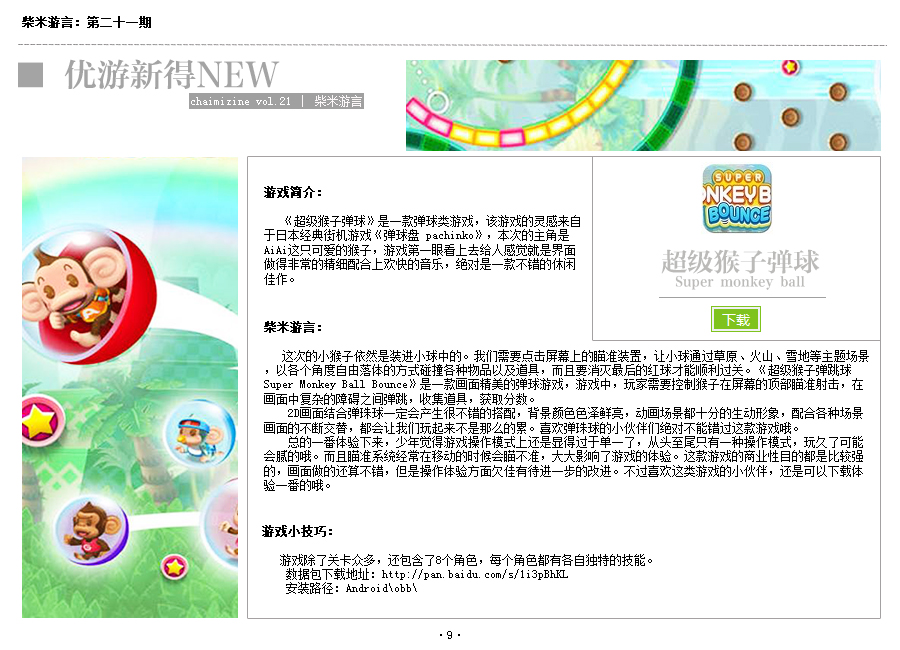 柴米游言：第二十一期
优游新得NEW
chaimizine vol.21 | 柴米游言
游戏简介：
《超级猴子弹球》是一款弹球类游戏，该游戏的灵感来自
于日本经典街机游戏《弹球盘 pachinko》，本次的主角是
AiAi这只可爱的猴子，游戏第一眼看上去给人感觉就是界面
做得非常的精细配合上欢快的音乐，绝对是一款不错的休闲
佳作。
SUPER
ONKEY B
BOUNCE
超级猴子弹球
Super monkey ball
下载
柴米游言：
这次的小猴子依然是装进小球中的。我们需要点击屏幕上的瞄准装置，让小球通过草原、火山、雪地等主题场景
，以各个角度自由落体的方式碰撞各种物品以及道具，而且要消灭最后的红球才能顺利过关。《超级猴子弹跳球
Super Monkey Ball Bounce》是一款画面精美的弹球游戏，游戏中，玩家需要控制猴子在屏幕的顶部瞄准射击，在
画面中复杂的障碍之间弹跳，收集道具，获取分数。
2D画面结合弹珠球一定会产生很不错的搭配，背景颜色色泽鲜亮，动画场景都十分的生动形象，配合各种场景
画面的不断交替，都会让我们玩起来不是那么的累。喜欢弹珠球的小伙伴们绝对不能错过这款游戏哦。
总的一番体验下来，少年觉得游戏操作模式上还是显得过于单一了，从头至尾只有一种操作模式，玩久了可能
会腻的哦。而且瞄准系统经常在移动的时候会瞄不准，大大影响了游戏的体验。这款游戏的商业性目的都是比较强
的，画面做的还算不错，但是操作体验方面欠佳有待进一步的改进。不过喜欢这类游戏的小伙伴，还是可以下载体
验一番的哦。
游戏小技巧：
游戏除了关卡众多，还包含了8个角色，每个角色都有各自独特的技能。
数据包下载地址：http://pan.baidu.com/s/1i3pBhKL
安装路径：Android\obb\
·9·